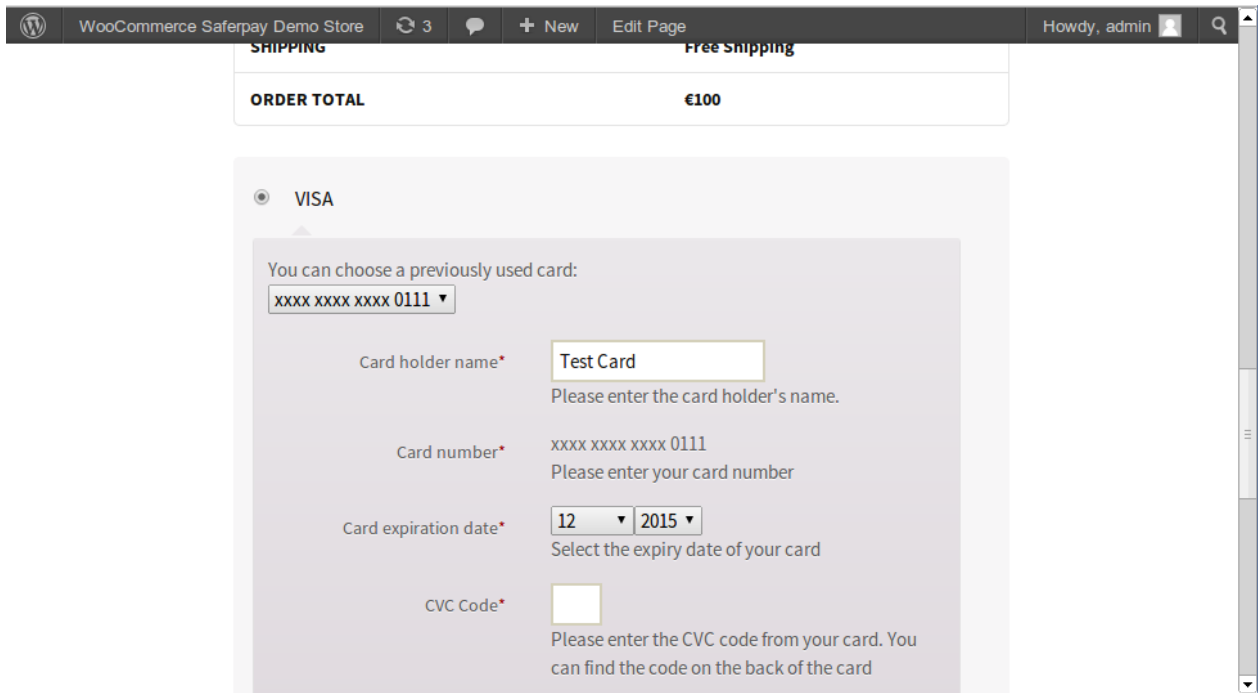 WooCommerce Saferpay Demo Store 3 New Edit Page Howdy, admin
SHIPPING Free Shipping
ORDER TOTAL €100
VISA
You can choose a previously used card:
xxxx xxxx xxxx 0111
Card holder name* Test Card
Please enter the card holder's name.
Card number* xxxx xxxx xxxx 0111
Please enter your card number
Card expiration date* 12 2015
Select the expiry date of your card
CVC Code*
Please enter the CVC code from your card. You
can find the code on the back of the card